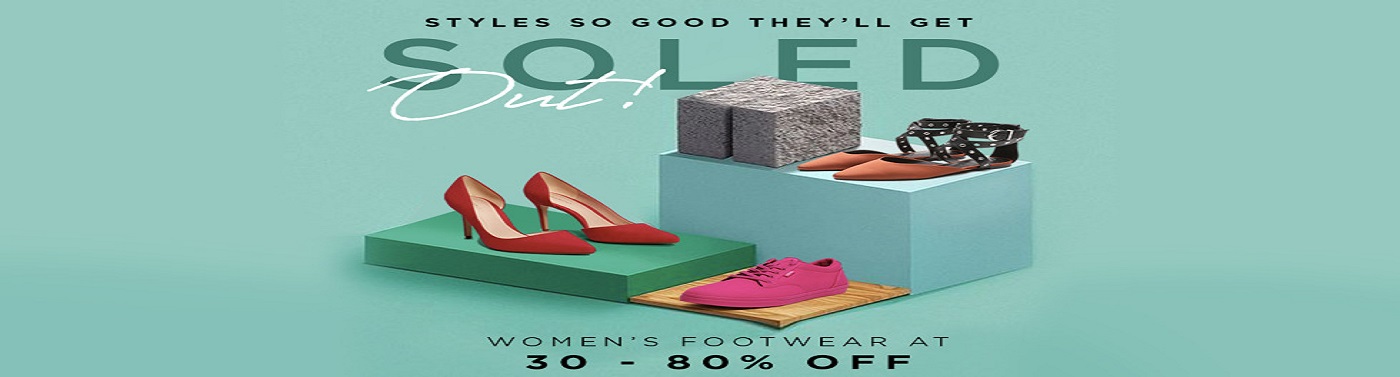 STYLES SO GOOD THEY'LL GET
SOLED
Out!
WOMEN'S FOOTWEAR AT
30 - 80% OFF